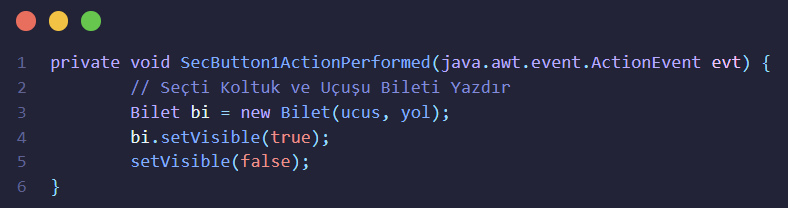 1 private void SecButton1ActionPerformed(java.awt.event.ActionEvent evt) {
2 // Seçti Koltuk ve Uçuşu Bileti Yazdır
3 Bilet bi = new Bilet(ucus, yol);
4 bi.setVisible(true);
5 setVisible(false);
6 }